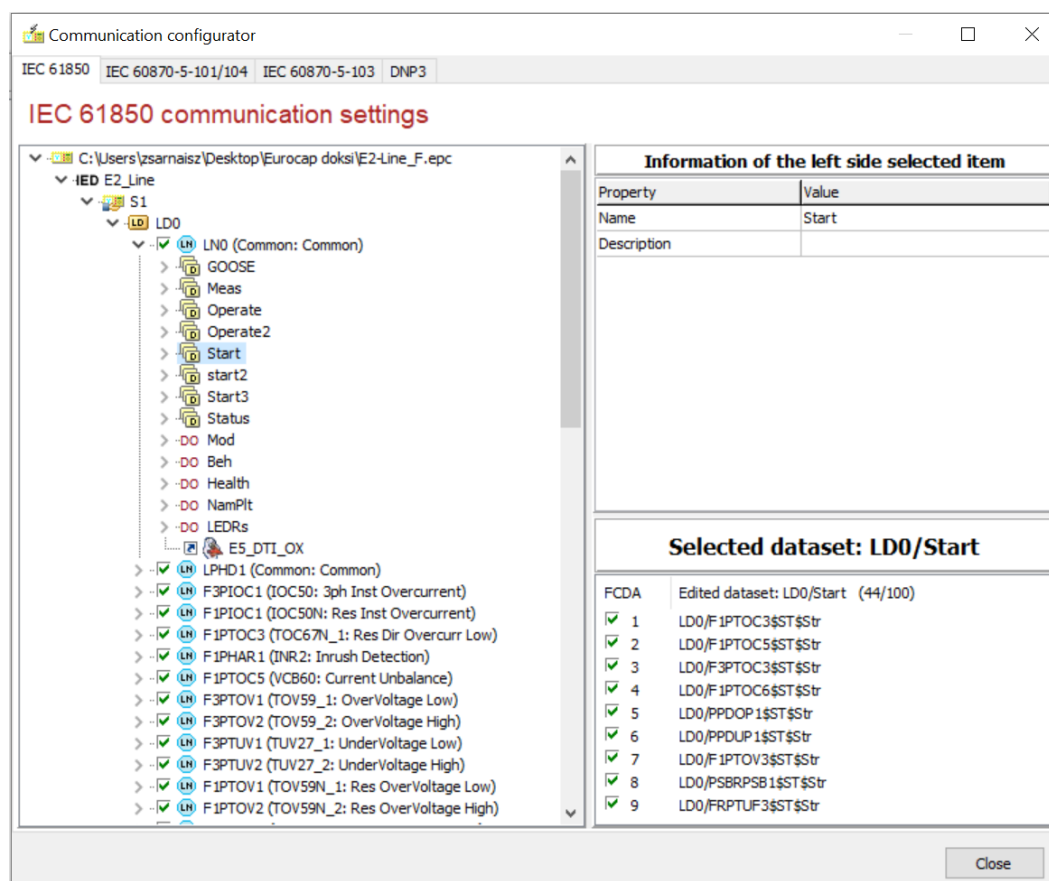 Communication configurator
IEC 61850 IEC 60870-5-101/104 IEC 60870-5-103 DNP3
IEC 61850 communication settings
C:\Users\zsarnaisz\Desktop\Eurocap doksi\E2-Line_F.epc
IED E2_Line
S1
LD LD0
LN LN0 (Common: Common)
D GOOSE
D Meas
D Operate
D Operate2
D Start
D start2
D Start3
D Status
DO Mod
DO Beh
DO Health
DO NamPlt
DO LEDRs
E5_DTI_OX
LN LPHD1 (Common: Common)
LN F3PIOC1 (IOC50: 3ph Inst Overcurrent)
LN F1PIOC1 (IOC50N: Res Inst Overcurrent)
LN F1PTOC3 (TOC67N_1: Res Dir Overcurr Low)
LN F1PHAR1 (INR2: Inrush Detection)
LN F1PTOC5 (VCB60: Current Unbalance)
LN F3PTOV1 (TOV59_1: OverVoltage Low)
LN F3PTOV2 (TOV59_2: OverVoltage High)
LN F3PTUV1 (TUV27_1: UnderVoltage Low)
LN F3PTUV2 (TUV27_2: UnderVoltage High)
LN F1PTOV1 (TOV59N_1: Res OverVoltage Low)
LN F1PTOV2 (TOV59N_2: Res OverVoltage High)
Information of the left side selected item
Property Value
Name Start
Description
Selected dataset: LD0/Start
FCDA Edited dataset: LD0/Start (44/100)
1 LD0/F1PTOC3$ST$Str
2 LD0/F1PTOC5$ST$Str
3 LD0/F3PTOC3$ST$Str
4 LD0/F1PTOC6$ST$Str
5 LD0/PPDOP1$ST$Str
6 LD0/PPDUP1$ST$Str
7 LD0/F1PTOV3$ST$Str
8 LD0/PSBRPSB1$ST$Str
9 LD0/FRPTUF3$ST$Str
Close